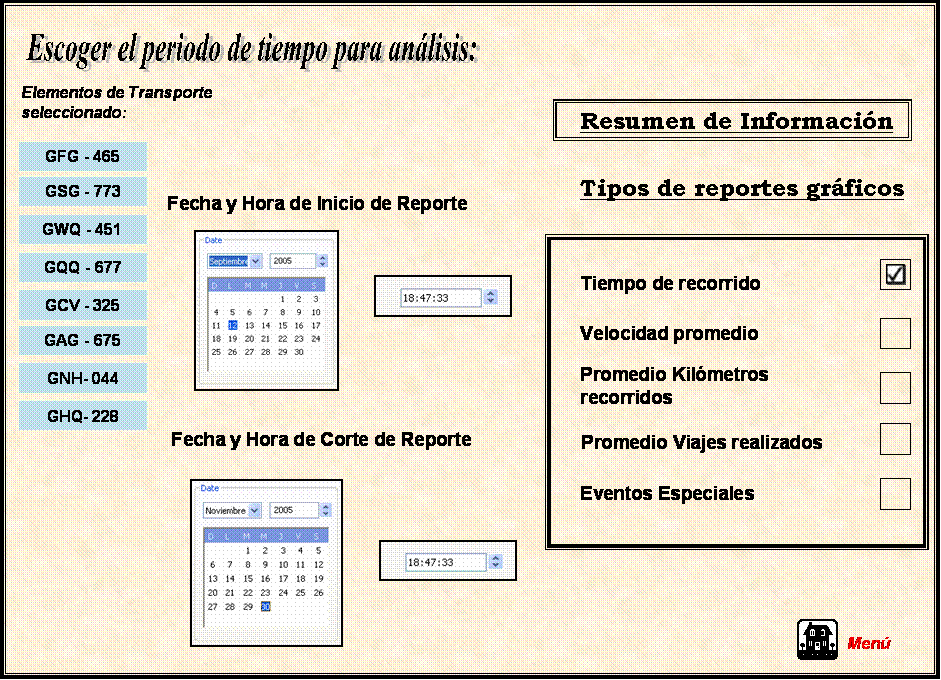 Escoger el periodo de tiempo para análisis:
Elementos de Transporte
seleccionado:
GFG - 465
GSG - 773
GWQ - 451
GQQ - 677
GCV - 325
GAG - 675
GNH- 044
GHQ- 228
Fecha y Hora de Inicio de Reporte
Date
Septiembre 2005
D L M M J V S
1 2 3
4 5 6 7 8 9 10
11 12 13 14 15 16 17
18 19 20 21 22 23 24
25 26 27 28 29 30
18:47:33
Fecha y Hora de Corte de Reporte
Date
Noviembre 2005
D L M M J V S
1 2 3 4 5
6 7 8 9 10 11 12
13 14 15 16 17 18 19
20 21 22 23 24 25 26
27 28 29 30
18:47:33
Resumen de Información
Tipos de reportes gráficos
Tiempo de recorrido
Velocidad promedio
Promedio Kilómetros
recorridos
Promedio Viajes realizados
Eventos Especiales
Menú